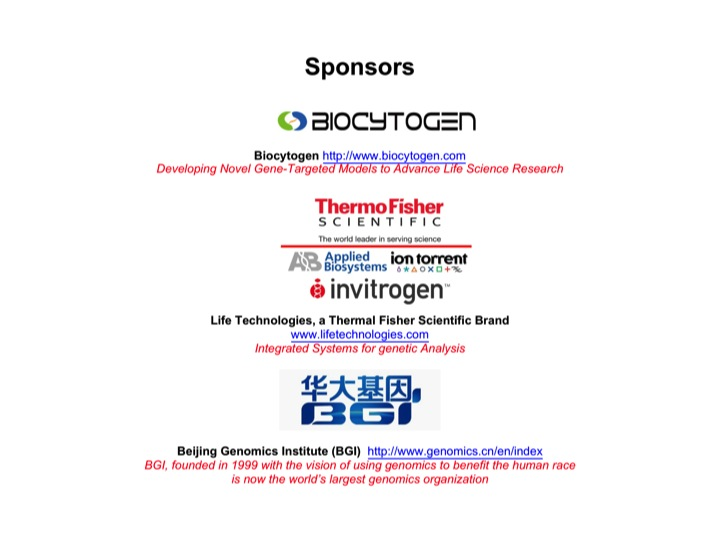 Sponsors
BIOCYTOGEN
Biocytogen http://www.biocytogen.com
Developing Novel Gene-Targeted Models to Advance Life Science Research
ThermoFisher
SCIENTIFIC
The world leader in serving science
AB Applied Biosystems ion torrent
invitrogen™
Life Technologies, a Thermal Fisher Scientific Brand
www.lifetechnologies.com
Integrated Systems for genetic Analysis
华大基因
BGI
Beijing Genomics Institute (BGI) http://www.genomics.cn/en/index
BGI, founded in 1999 with the vision of using genomics to benefit the human race
is now the world's largest genomics organization